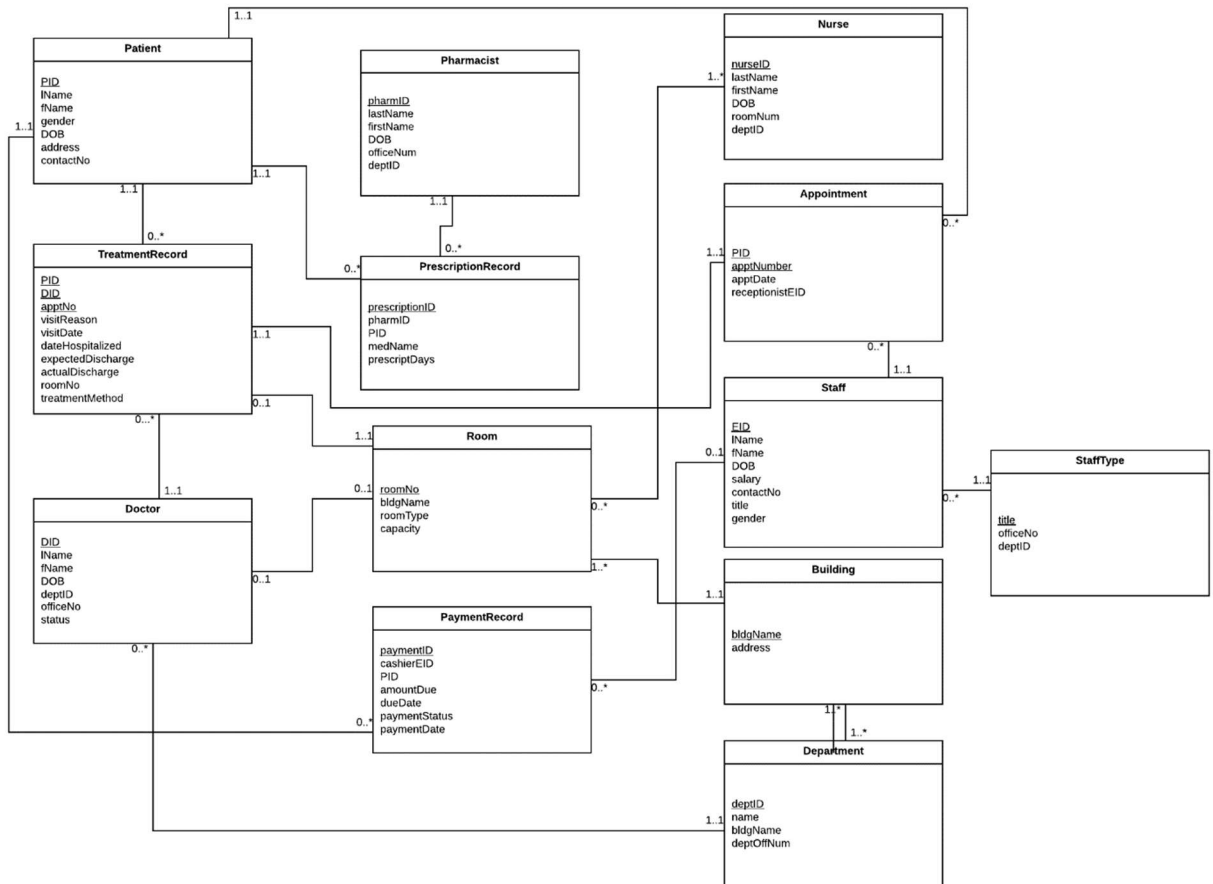 1..1
Patient
PID
lName
fName
gender
DOB
address
contactNo
1..1
1..1
1..1
Pharmacist
pharmID
lastName
firstName
DOB
officeNum
deptID
1..1
Nurse
nurseID
lastName
firstName
DOB
roomNum
deptID
1..*
Appointment
PID
apptNumber
apptDate
receptionistEID
0..*
1..1
0..*
0..*
TreatmentRecord
PID
DID
apptNo
visitReason
visitDate
dateHospitalized
expectedDischarge
actualDischarge
roomNo
treatmentMethod
1..1
0..1
0...*
0..*
0..*
PrescriptionRecord
prescriptionID
pharmID
PID
medName
prescriptDays
1..1
Room
roomNo
bldgName
roomType
capacity
0..1
0..*
1..*
1..1
Staff
EID
lName
fName
DOB
salary
contactNo
title
gender
0..1
0..*
1..1
StaffType
title
officeNo
deptID
1..1
Doctor
DID
lName
fName
DOB
deptID
officeNo
status
0..1
0..*
PaymentRecord
paymentID
cashierEID
PID
amountDue
dueDate
paymentStatus
paymentDate
0..*
0..*
Building
bldgName
address
1..1
1..*
1..*
Department
deptID
name
bldgName
deptOffNum
1..1